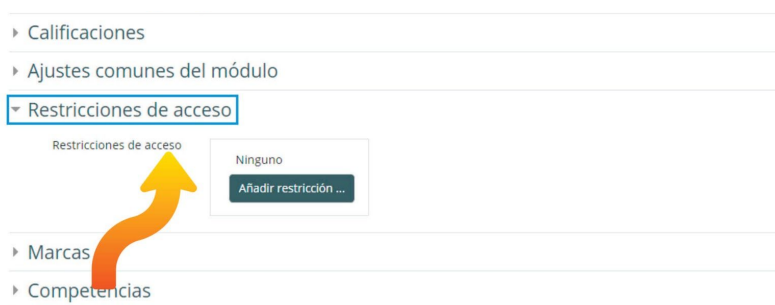 Calificaciones
Ajustes comunes del módulo
Restricciones de acceso
Restricciones de acceso
Ninguno
Añadir restricción ...
Marcas
Competencias